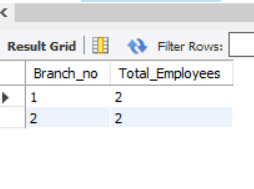 Result Grid Filter Rows:
Branch_no Total_Employees
1 2
2 2